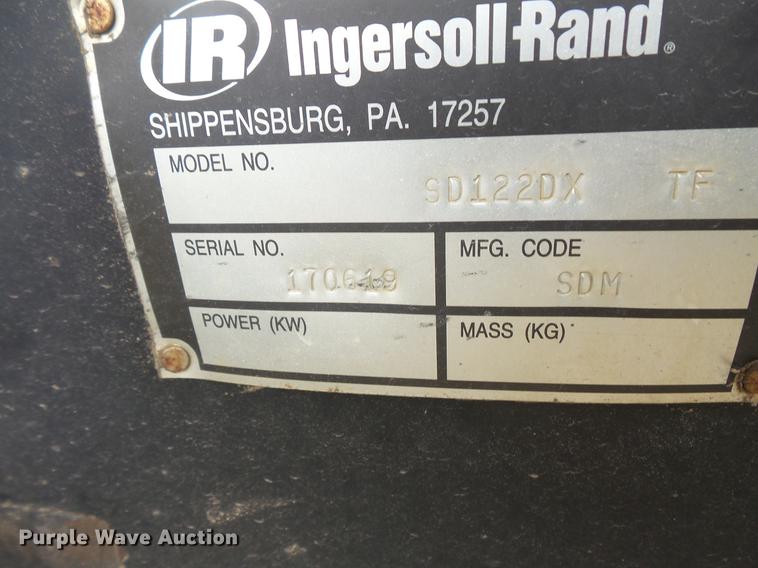 IR Ingersoll-Rand®
SHIPPENSBURG, PA. 17257
MODEL NO.
SD122DX TF
SERIAL NO. MFG. CODE
170619 SDM
POWER (KW) MASS (KG)
Purple Wave Auction